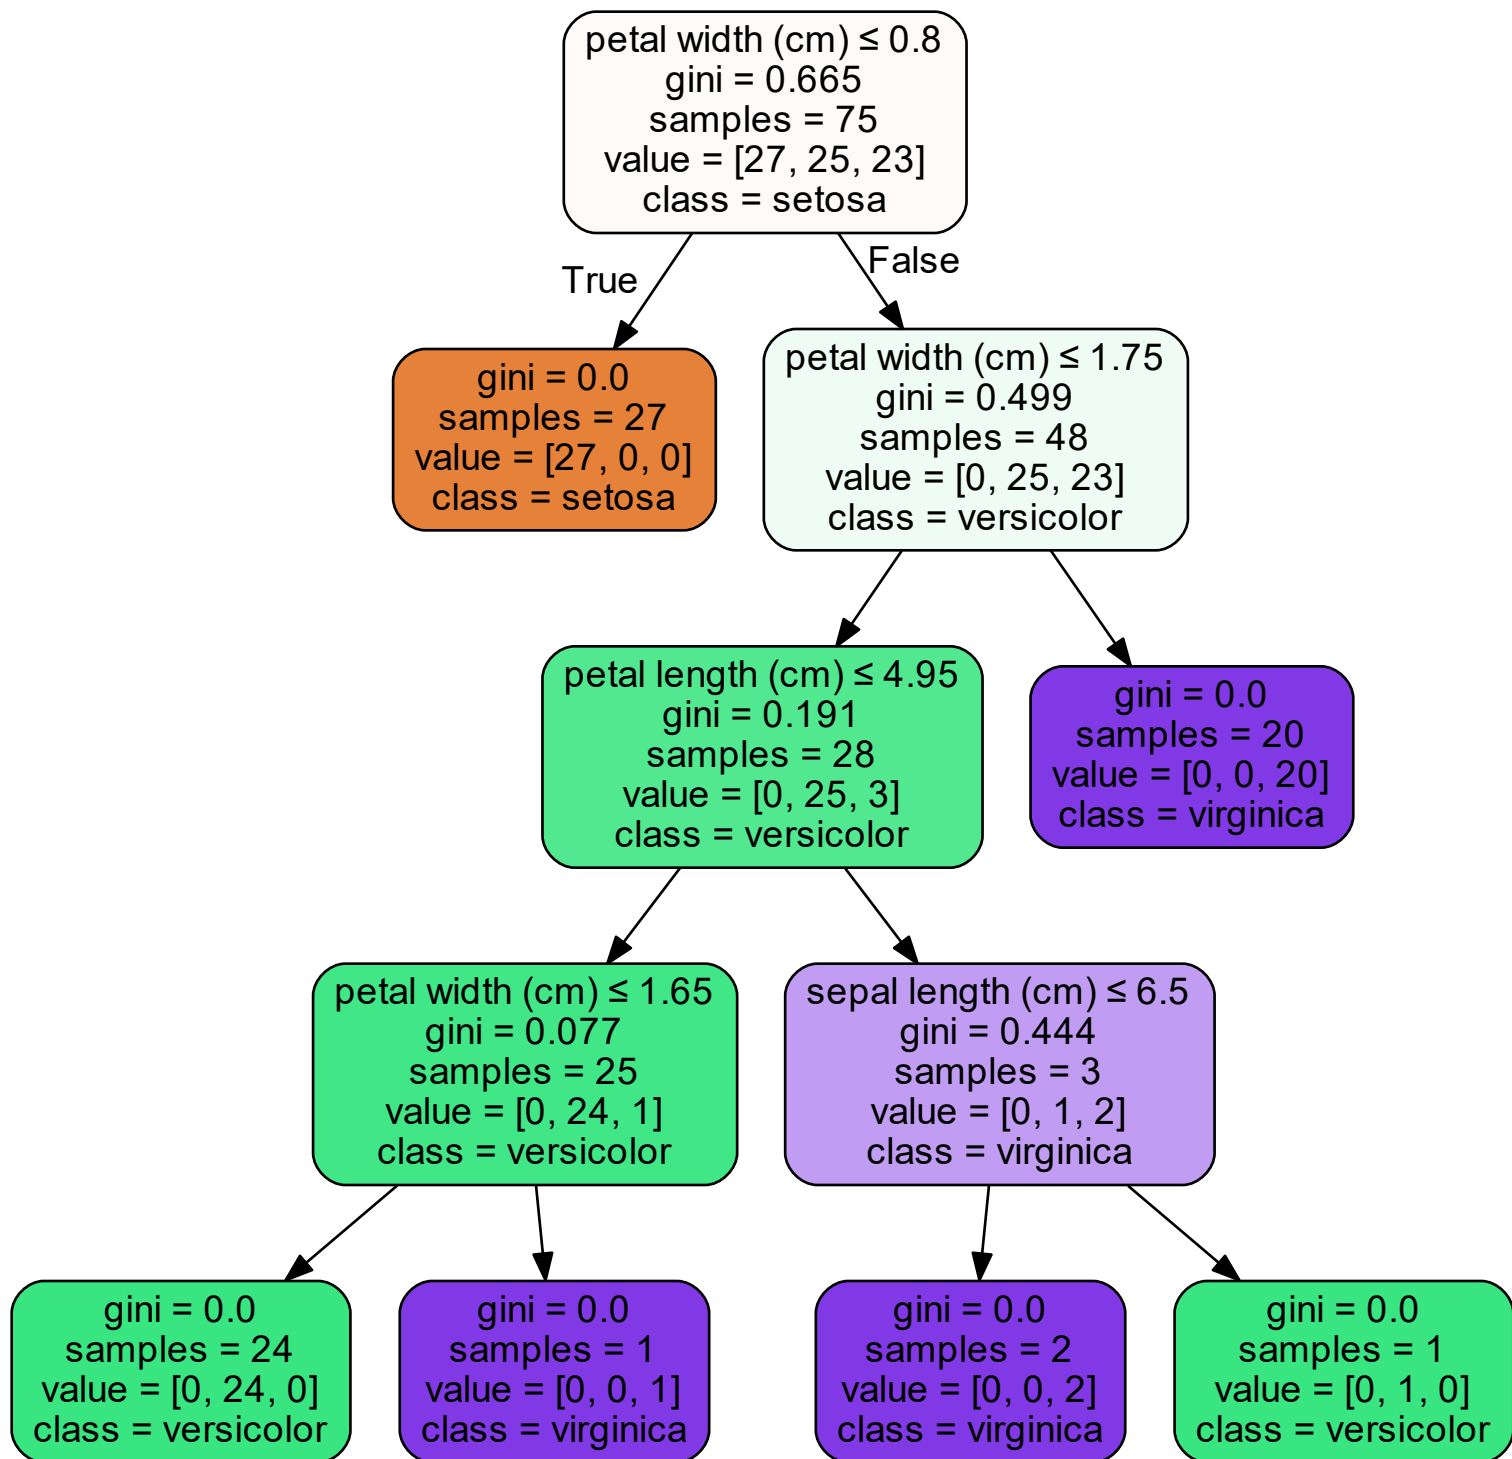 petal width (cm) ≤ 0.8
gini = 0.665
samples = 75
value = [27, 25, 23]
class = setosa
True
False
gini = 0.0
samples = 27
value = [27, 0, 0]
class = setosa
petal width (cm) ≤ 1.75
gini = 0.499
samples = 48
value = [0, 25, 23]
class = versicolor
petal length (cm) ≤ 4.95
gini = 0.191
samples = 28
value = [0, 25, 3]
class = versicolor
gini = 0.0
samples = 20
value = [0, 0, 20]
class = virginica
petal width (cm) ≤ 1.65
gini = 0.077
samples = 25
value = [0, 24, 1]
class = versicolor
sepal length (cm) ≤ 6.5
gini = 0.444
samples = 3
value = [0, 1, 2]
class = virginica
gini = 0.0
samples = 24
value = [0, 24, 0]
class = versicolor
gini = 0.0
samples = 1
value = [0, 0, 1]
class = virginica
gini = 0.0
samples = 2
value = [0, 0, 2]
class = virginica
gini = 0.0
samples = 1
value = [0, 1, 0]
class = versicolor